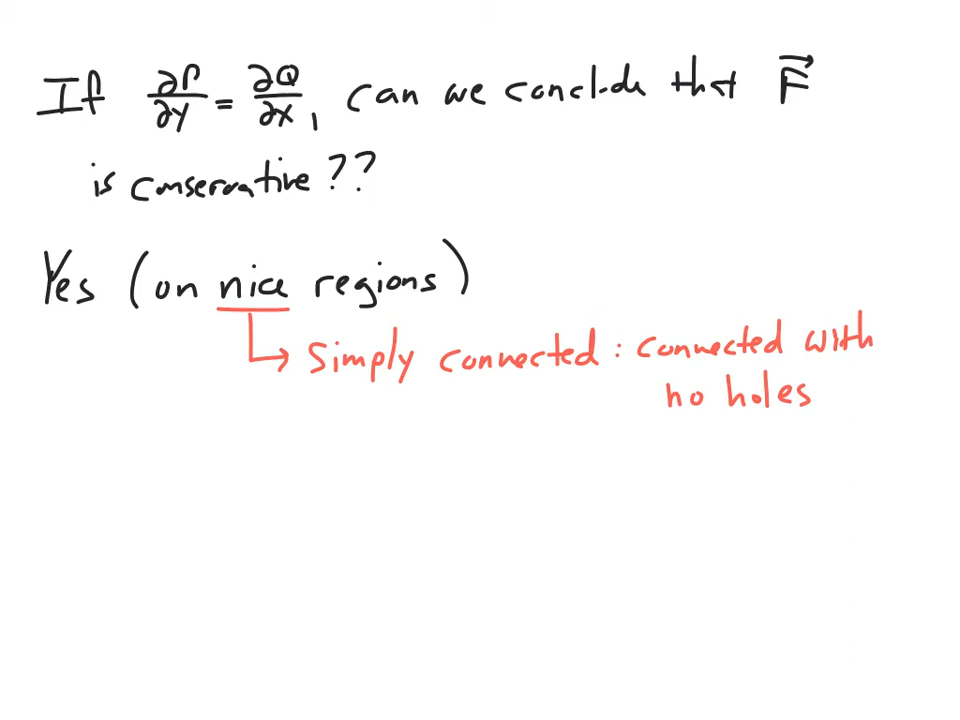 If ∂P/∂y = ∂Q/∂x, can we conclude that F⃗
is conservative??
Yes (on nice regions)
↳ Simply connected : connected with
no holes